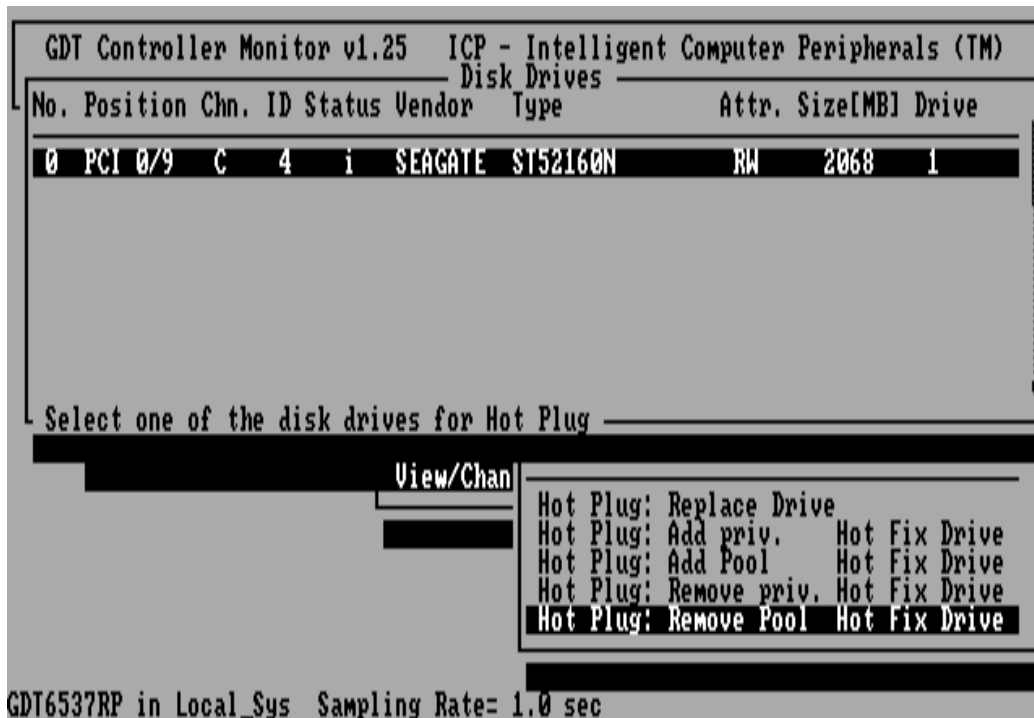 GDT Controller Monitor v1.25 ICP - Intelligent Computer Peripherals (TM)
Disk Drives
No. Position Chn. ID Status Vendor Type Attr. Size[MB] Drive
0 PCI 0/9 C 4 i SEAGATE ST52160N RW 2068 1
Select one of the disk drives for Hot Plug
View/Chan
Hot Plug: Replace Drive
Hot Plug: Add priv. Hot Fix Drive
Hot Plug: Add Pool Hot Fix Drive
Hot Plug: Remove priv. Hot Fix Drive
Hot Plug: Remove Pool Hot Fix Drive
GDT6537RP in Local_Sys Sampling Rate= 1.0 sec